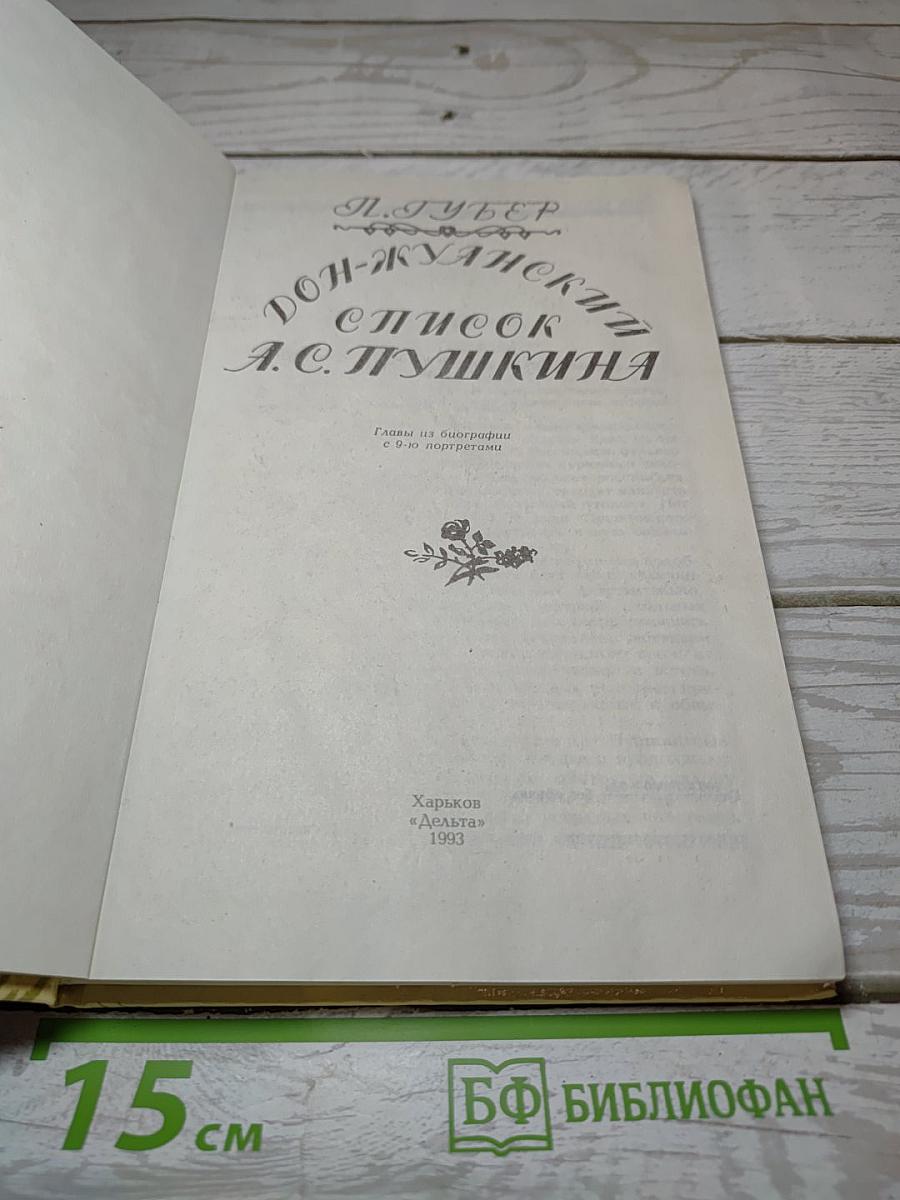 П. ГУБЕР
ДОН-ЖУАНСКИЙ
СПИСОК
А. С. ПУШКИНА
Главы из биографии
с 9-ю портретами
Харьков
«Дельта»
1993
15 см
БФ БИБЛИОФАН